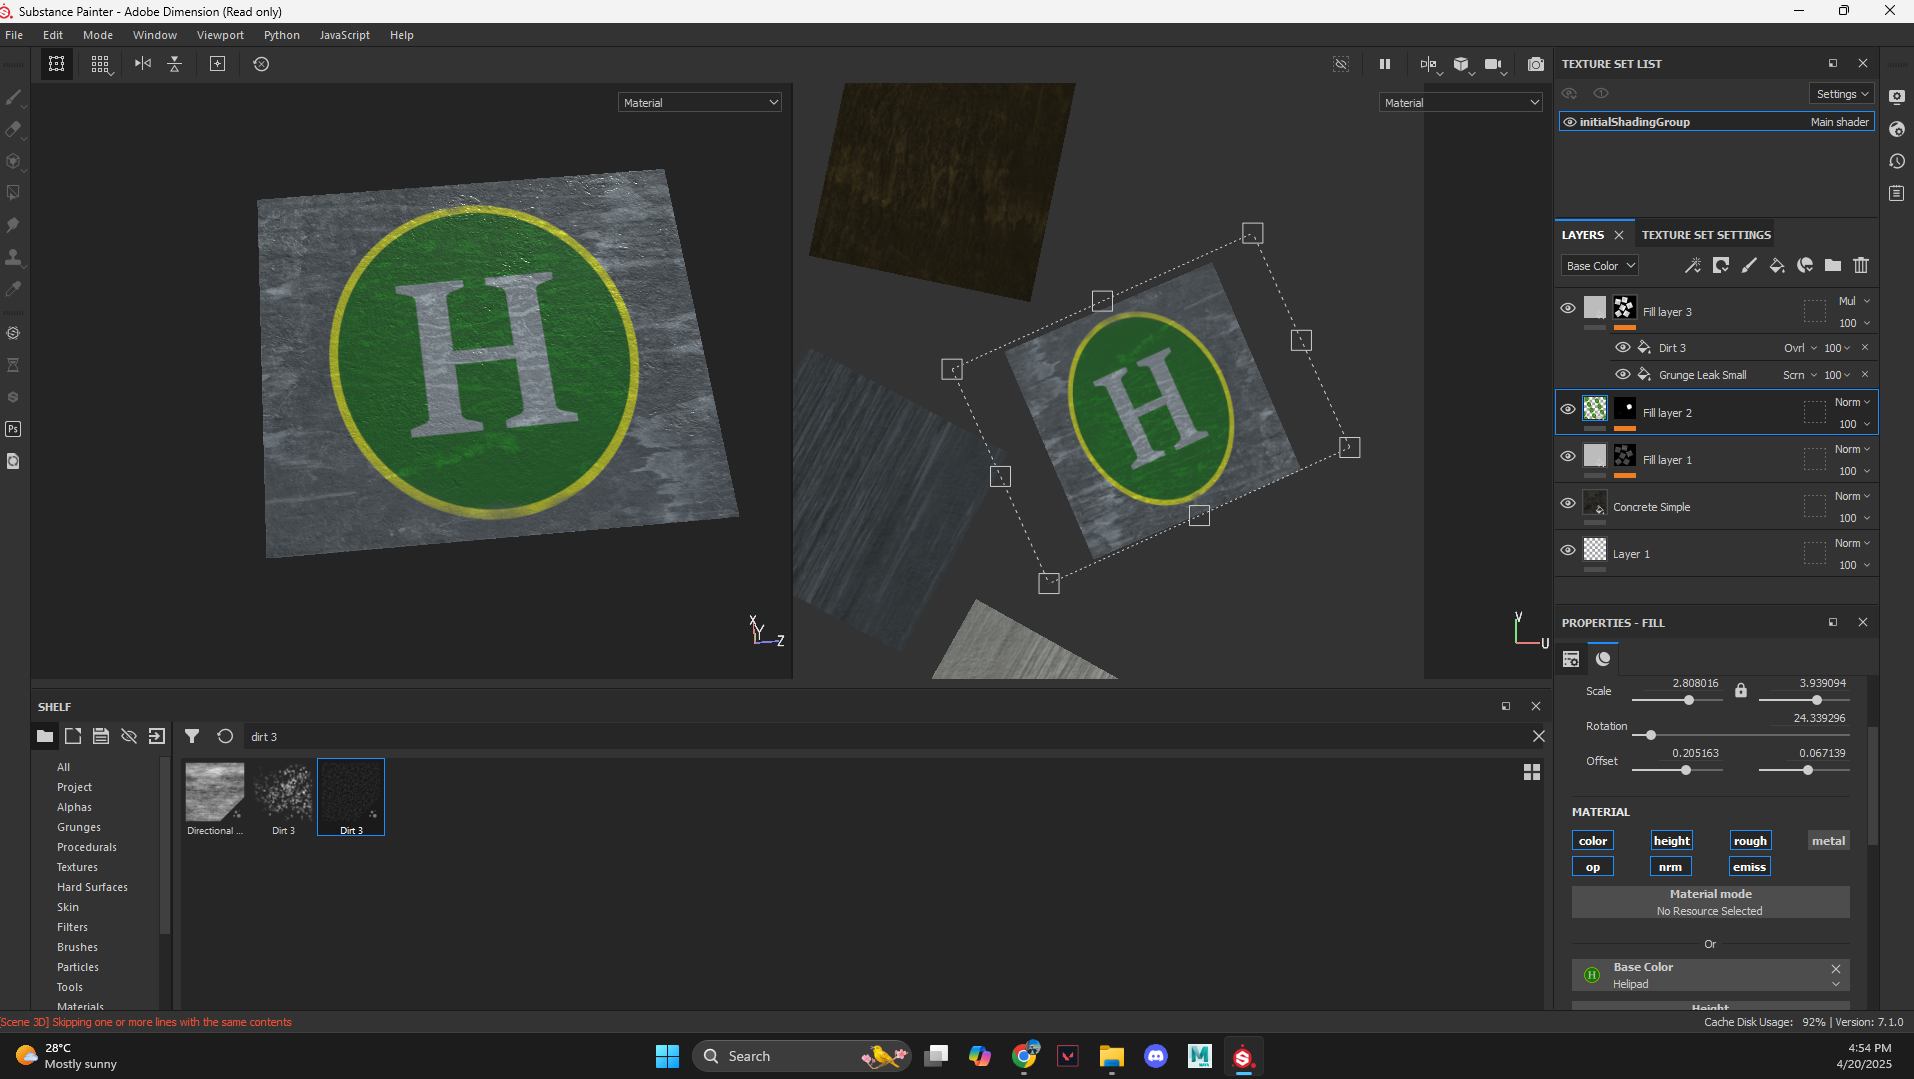 Substance Painter - Adobe Dimension (Read only)
File Edit Mode Window Viewport Python JavaScript Help
Material
Material
H
H
X
Y
Z
V
U
TEXTURE SET LIST
Settings
initialShadingGroup Main shader
LAYERS TEXTURE SET SETTINGS
Base Color
Fill layer 3 Mul
100
Dirt 3 Ovrl 100
Grunge Leak Small Scrn 100
Fill layer 2 Norm
100
Fill layer 1 Norm
100
Concrete Simple Norm
100
Layer 1 Norm
100
PROPERTIES - FILL
Scale 2.808016 3.939094
Rotation 24.339296
Offset 0.205163 0.067139
MATERIAL
color height rough metal
op nrm emiss
Material mode
No Resource Selected
Or
Base Color
Helipad
Height
SHELF
dirt 3
All
Project
Alphas
Grunges
Procedurals
Textures
Hard Surfaces
Skin
Filters
Brushes
Particles
Tools
Materials
Directional ... Dirt 3 Dirt 3
Ps
[Scene 3D] Skipping one or more lines with the same contents
Cache Disk Usage: 92% | Version: 7.1.0
28°C
Mostly sunny
Search
4:54 PM
4/20/2025